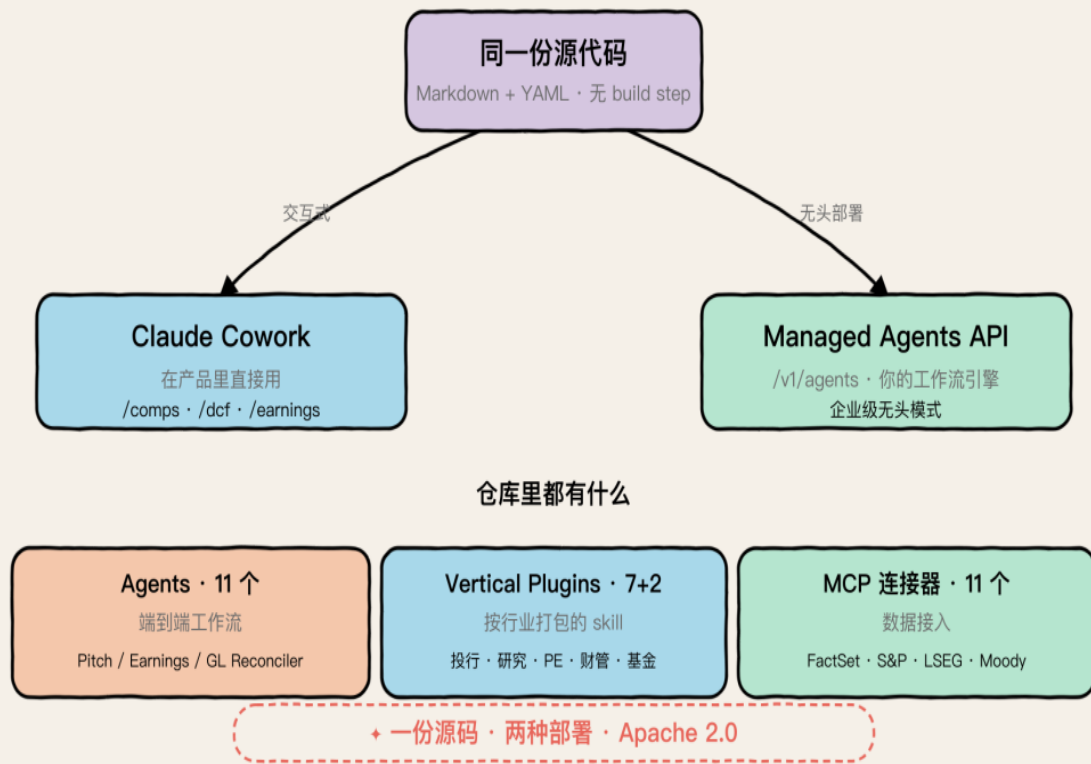 同一份源代码
Markdown + YAML · 无 build step
交互式
无头部署
Claude Cowork
在产品里直接用
/comps · /dcf · /earnings
Managed Agents API
/v1/agents · 你的工作流引擎
企业级无头模式
仓库里都有什么
Agents · 11 个
端到端工作流
Pitch / Earnings / GL Reconciler
Vertical Plugins · 7+2
按行业打包的 skill
投行 · 研究 · PE · 财管 · 基金
MCP 连接器 · 11 个
数据接入
FactSet · S&P · LSEG · Moody
✦ 一份源码 · 两种部署 · Apache 2.0